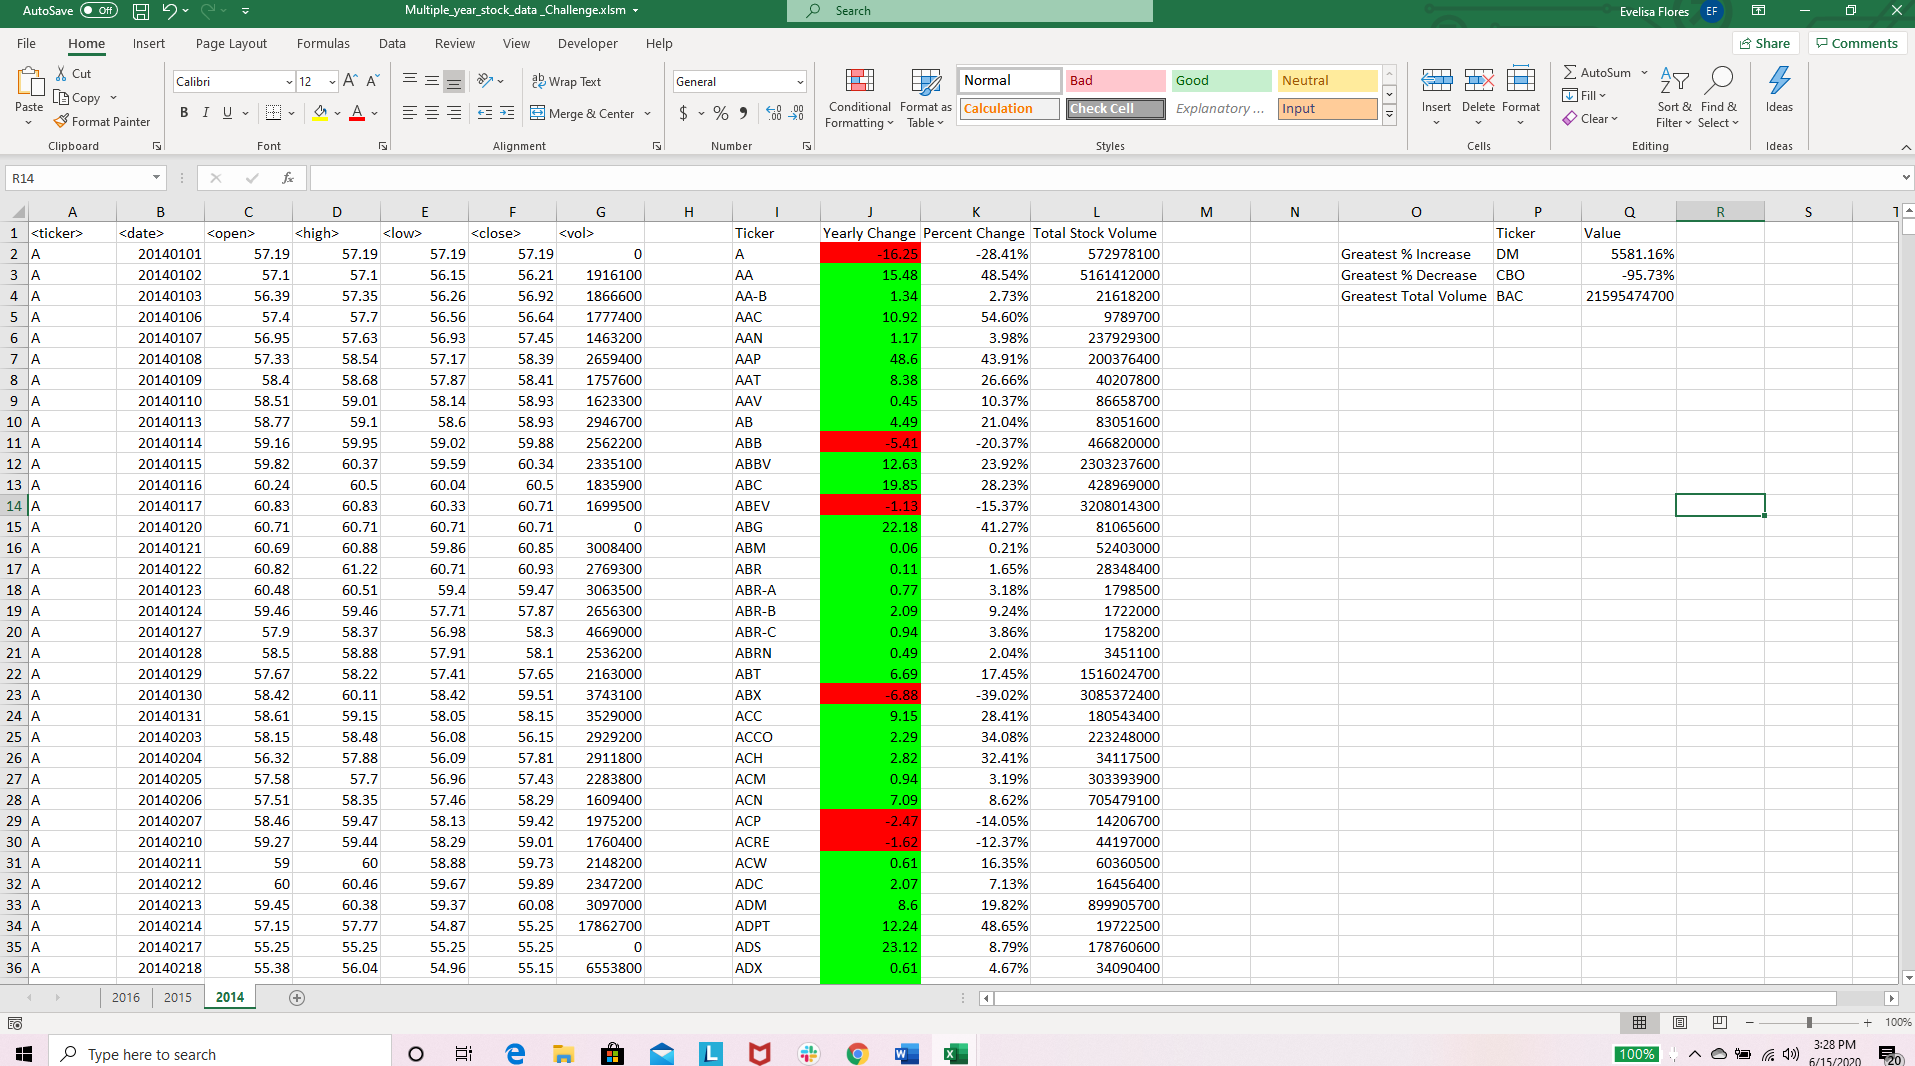 AutoSave Off Multiple_year_stock_data _Challenge.xlsm Search Evelisa Flores EF
File Home Insert Page Layout Formulas Data Review View Developer Help Share Comments
Cut Calibri 12 A A Wrap Text General Normal Bad Good Neutral AutoSum
Paste Copy Conditional Formatting Format as Table Insert Delete Format Fill Sort & Filter Find & Select Ideas
Format Painter B I U A Merge & Center $ % Calculation Check Cell Explanatory ... Input Clear
Clipboard Font Alignment Number Styles Cells Editing Ideas
R14 fx
A B C D E F G H I J K L M N O P Q R S T
1 <ticker> <date> <open> <high> <low> <close> <vol> Ticker Yearly Change Percent Change Total Stock Volume Ticker Value
2 A 20140101 57.19 57.19 57.19 57.19 0 A -16.25 -28.41% 572978100 Greatest % Increase DM 5581.16%
3 A 20140102 57.1 57.1 56.15 56.21 1916100 AA 15.48 48.54% 5161412000 Greatest % Decrease CBO -95.73%
4 A 20140103 56.39 57.35 56.26 56.92 1866600 AA-B 1.34 2.73% 21618200 Greatest Total Volume BAC 21595474700
5 A 20140106 57.4 57.7 56.56 56.64 1777400 AAC 10.92 54.60% 9789700
6 A 20140107 56.95 57.63 56.93 57.45 1463200 AAN 1.17 3.98% 237929300
7 A 20140108 57.33 58.54 57.17 58.39 2659400 AAP 48.6 43.91% 200376400
8 A 20140109 58.4 58.68 57.87 58.41 1757600 AAT 8.38 26.66% 40207800
9 A 20140110 58.51 59.01 58.14 58.93 1623300 AAV 0.45 10.37% 86658700
10 A 20140113 58.77 59.1 58.6 58.93 2946700 AB 4.49 21.04% 83051600
11 A 20140114 59.16 59.95 59.02 59.88 2562200 ABB -5.41 -20.37% 466820000
12 A 20140115 59.82 60.37 59.59 60.34 2335100 ABBV 12.63 23.92% 2303237600
13 A 20140116 60.24 60.5 60.04 60.5 1835900 ABC 19.85 28.23% 428969000
14 A 20140117 60.83 60.83 60.33 60.71 1699500 ABEV -1.13 -15.37% 3208014300
15 A 20140120 60.71 60.71 60.71 60.71 0 ABG 22.18 41.27% 81065600
16 A 20140121 60.69 60.88 59.86 60.85 3008400 ABM 0.06 0.21% 52403000
17 A 20140122 60.82 61.22 60.71 60.93 2769300 ABR 0.11 1.65% 28348400
18 A 20140123 60.48 60.51 59.4 59.47 3063500 ABR-A 0.77 3.18% 1798500
19 A 20140124 59.46 59.46 57.71 57.87 2656300 ABR-B 2.09 9.24% 1722000
20 A 20140127 57.9 58.37 56.98 58.3 4669000 ABR-C 0.94 3.86% 1758200
21 A 20140128 58.5 58.88 57.91 58.1 2536200 ABRN 0.49 2.04% 3451100
22 A 20140129 57.67 58.22 57.41 57.65 2163000 ABT 6.69 17.45% 1516024700
23 A 20140130 58.42 60.11 58.42 59.51 3743100 ABX -6.88 -39.02% 3085372400
24 A 20140131 58.61 59.15 58.05 58.15 3529000 ACC 9.15 28.41% 180543400
25 A 20140203 58.15 58.48 56.08 56.15 2929200 ACCO 2.29 34.08% 223248000
26 A 20140204 56.32 57.88 56.09 57.81 2911800 ACH 2.82 32.41% 34117500
27 A 20140205 57.58 57.7 56.96 57.43 2283800 ACM 0.94 3.19% 303393900
28 A 20140206 57.51 58.35 57.46 58.29 1609400 ACN 7.09 8.62% 705479100
29 A 20140207 58.46 59.47 58.13 59.42 1975200 ACP -2.47 -14.05% 14206700
30 A 20140210 59.27 59.44 58.29 59.01 1760400 ACRE -1.62 -12.37% 44197000
31 A 20140211 59 60 58.88 59.73 2148200 ACW 0.61 16.35% 60360500
32 A 20140212 60 60.46 59.67 59.89 2347200 ADC 2.07 7.13% 16456400
33 A 20140213 59.45 60.38 59.37 60.08 3097000 ADM 8.6 19.82% 899905700
34 A 20140214 57.15 57.77 54.87 55.25 17862700 ADPT 12.24 48.65% 19722500
35 A 20140217 55.25 55.25 55.25 55.25 0 ADS 23.12 8.79% 178760600
36 A 20140218 55.38 56.04 54.96 55.15 6553800 ADX 0.61 4.67% 34090400
2016 2015 2014
100%
Type here to search 100% 3:28 PM
6/15/2020 20